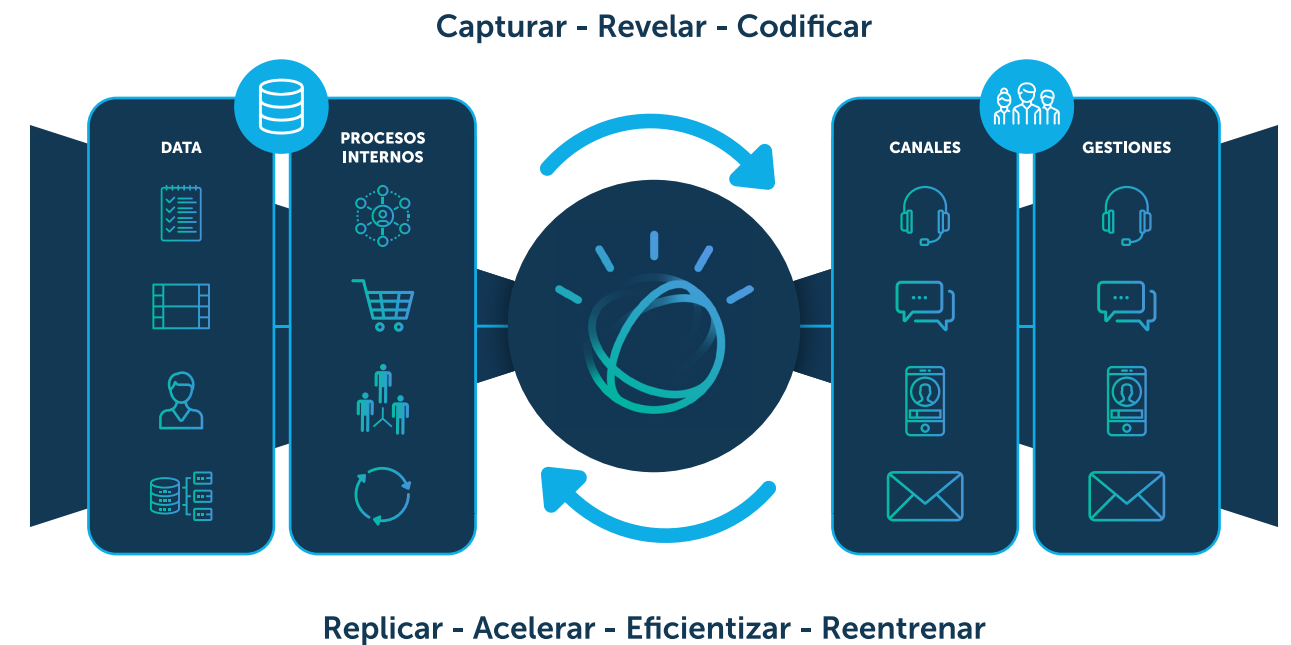 Capturar - Revelar - Codificar
DATA
PROCESOS
INTERNOS
CANALES
GESTIONES
Replicar - Acelerar - Eficientizar - Reentrenar